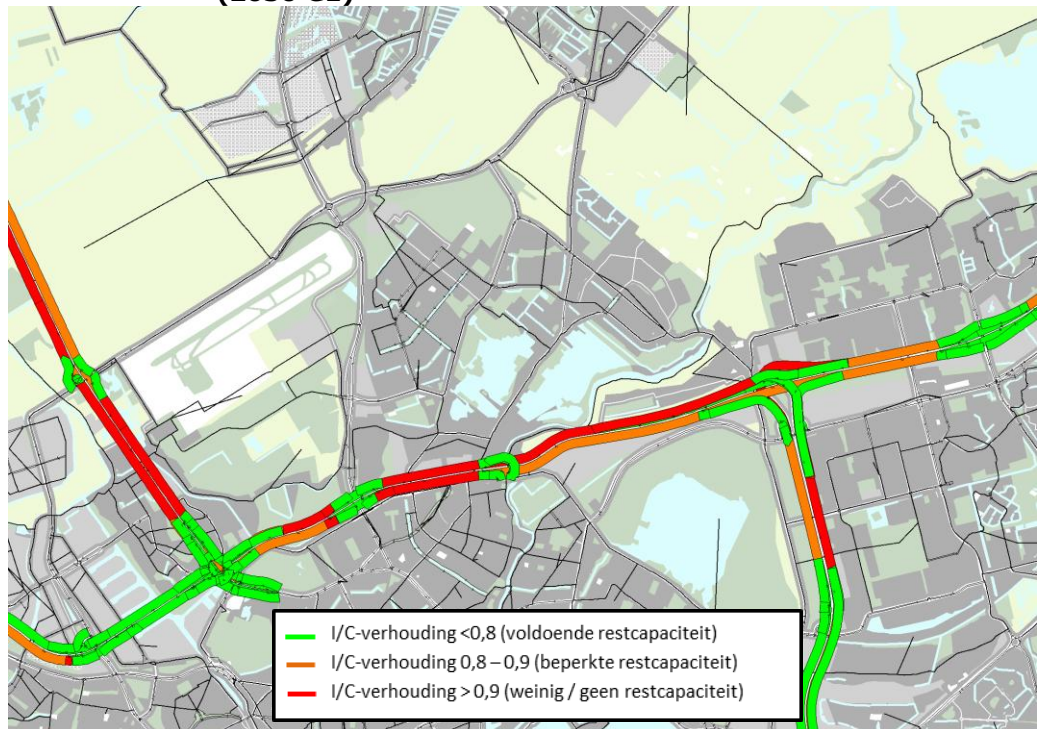 I/C-verhouding <0,8 (voldoende restcapaciteit)
I/C-verhouding 0,8 – 0,9 (beperkte restcapaciteit)
I/C-verhouding > 0,9 (weinig / geen restcapaciteit)